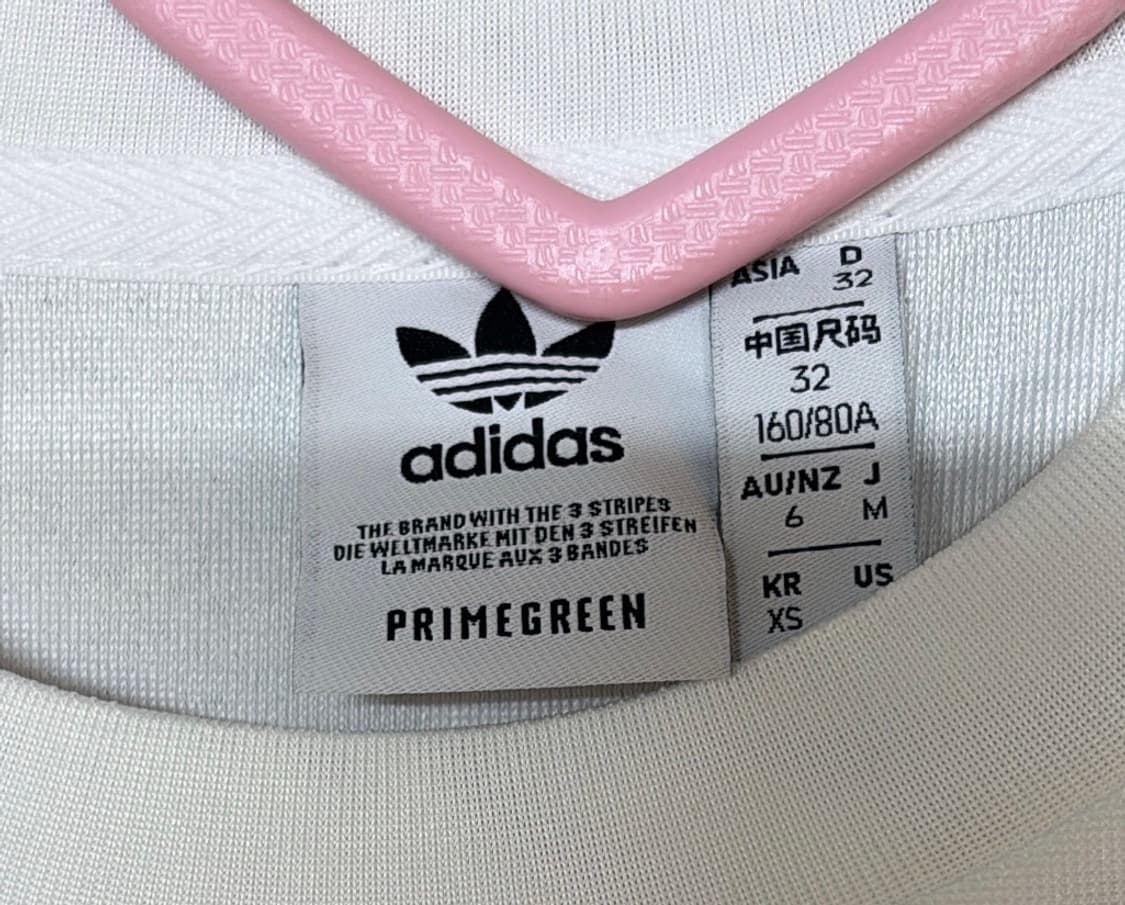 adidas
THE BRAND WITH THE 3 STRIPES
DIE WELTMARKE MIT DEN 3 STREIFEN
LA MARQUE AUX 3 BANDES
PRIMEGREEN
ASIA D
32
中国尺码
32
160/80A
AU/NZ J
6 M
KR US
XS